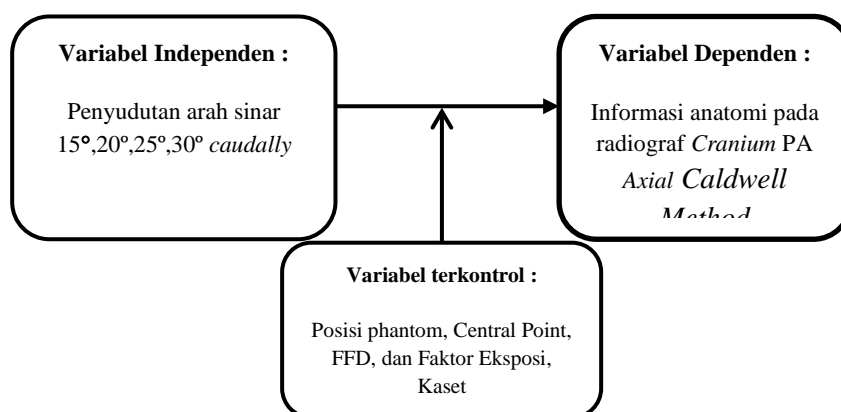 Variabel Independen :
Penyudutan arah sinar
15°,20º,25º,30º caudally
Variabel Dependen :
Informasi anatomi pada
radiograf Cranium PA
Axial Caldwell
Method
Variabel terkontrol :
Posisi phantom, Central Point,
FFD, dan Faktor Eksposi,
Kaset